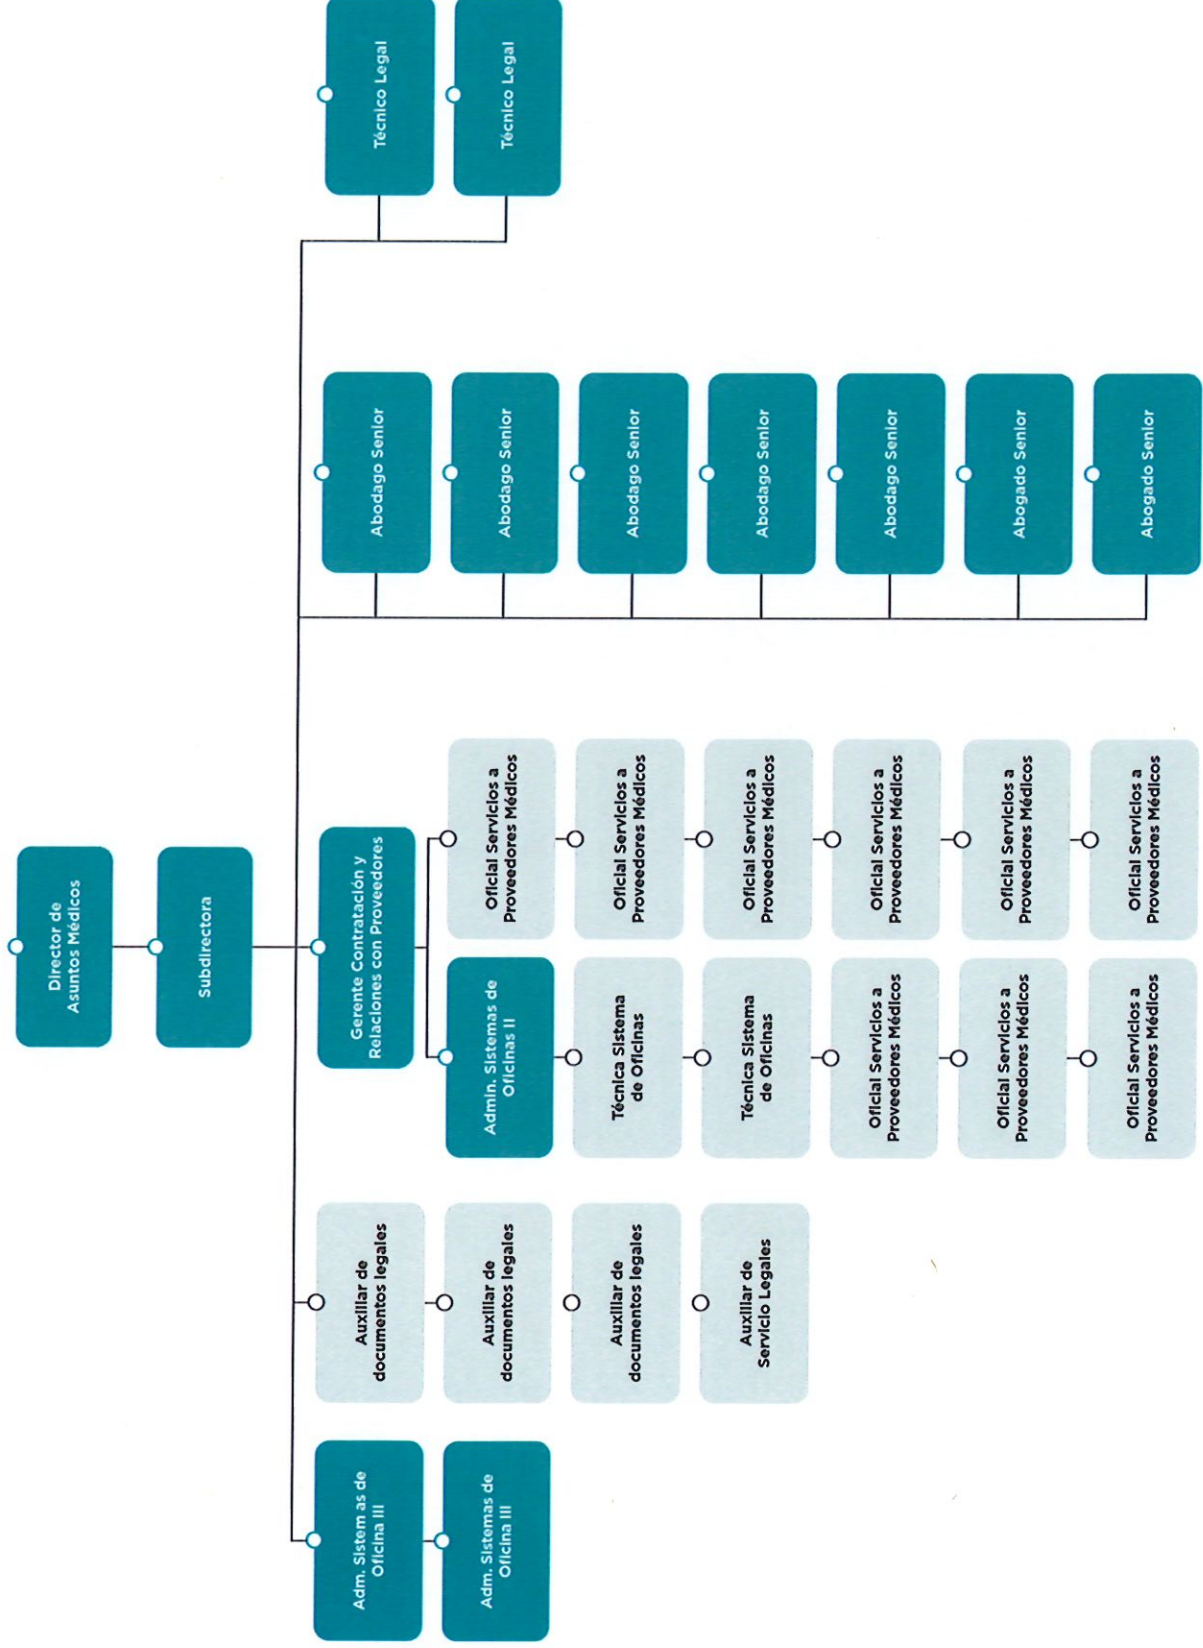 Director de
Asuntos Médicos
Subdirectora
Adm. Sistem as de
Oficina III
Adm. Sistemas de
Oficina III
Auxiliar de
documentos legales
Auxiliar de
documentos legales
Auxiliar de
documentos legales
Auxiliar de
Servicio Legales
Gerente Contratación y
Relaciones con Proveedores
Admin. Sistemas de
Oficinas II
Técnica Sistema
de Oficinas
Técnica Sistema
de Oficinas
Oficial Servicios a
Proveedores Médicos
Oficial Servicios a
Proveedores Médicos
Oficial Servicios a
Proveedores Médicos
Oficial Servicios a
Proveedores Médicos
Oficial Servicios a
Proveedores Médicos
Oficial Servicios a
Proveedores Médicos
Oficial Servicios a
Proveedores Médicos
Oficial Servicios a
Proveedores Médicos
Oficial Servicios a
Proveedores Médicos
Abodago Senior
Abodago Senior
Abodago Senior
Abodago Senior
Abodago Senior
Abogado Senior
Abogado Senior
Técnico Legal
Técnico Legal